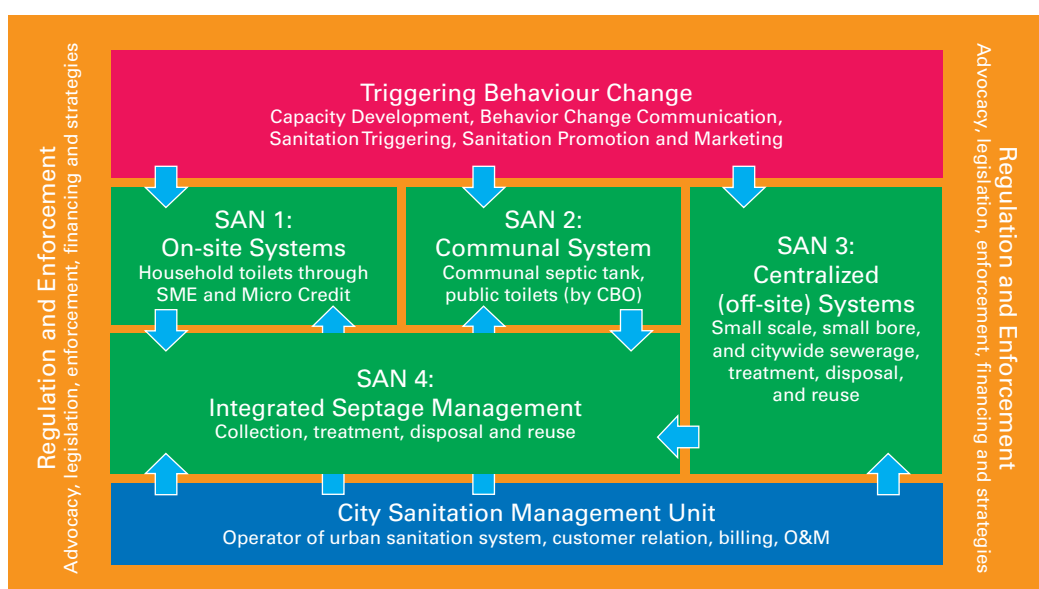 Regulation and Enforcement
Advocacy, legislation, enforcement, financing and strategies
Triggering Behaviour Change
Capacity Development, Behavior Change Communication,
Sanitation Triggering, Sanitation Promotion and Marketing
SAN 1:
On-site Systems
Household toilets through
SME and Micro Credit
SAN 2:
Communal System
Communal septic tank,
public toilets (by CBO)
SAN 3:
Centralized
(off-site) Systems
Small scale, small bore,
and citywide sewerage,
treatment, disposal,
and reuse
SAN 4:
Integrated Septage Management
Collection, treatment, disposal and reuse
City Sanitation Management Unit
Operator of urban sanitation system, customer relation, billing, O&M
Regulation and Enforcement
Advocacy, legislation, enforcement, financing and strategies